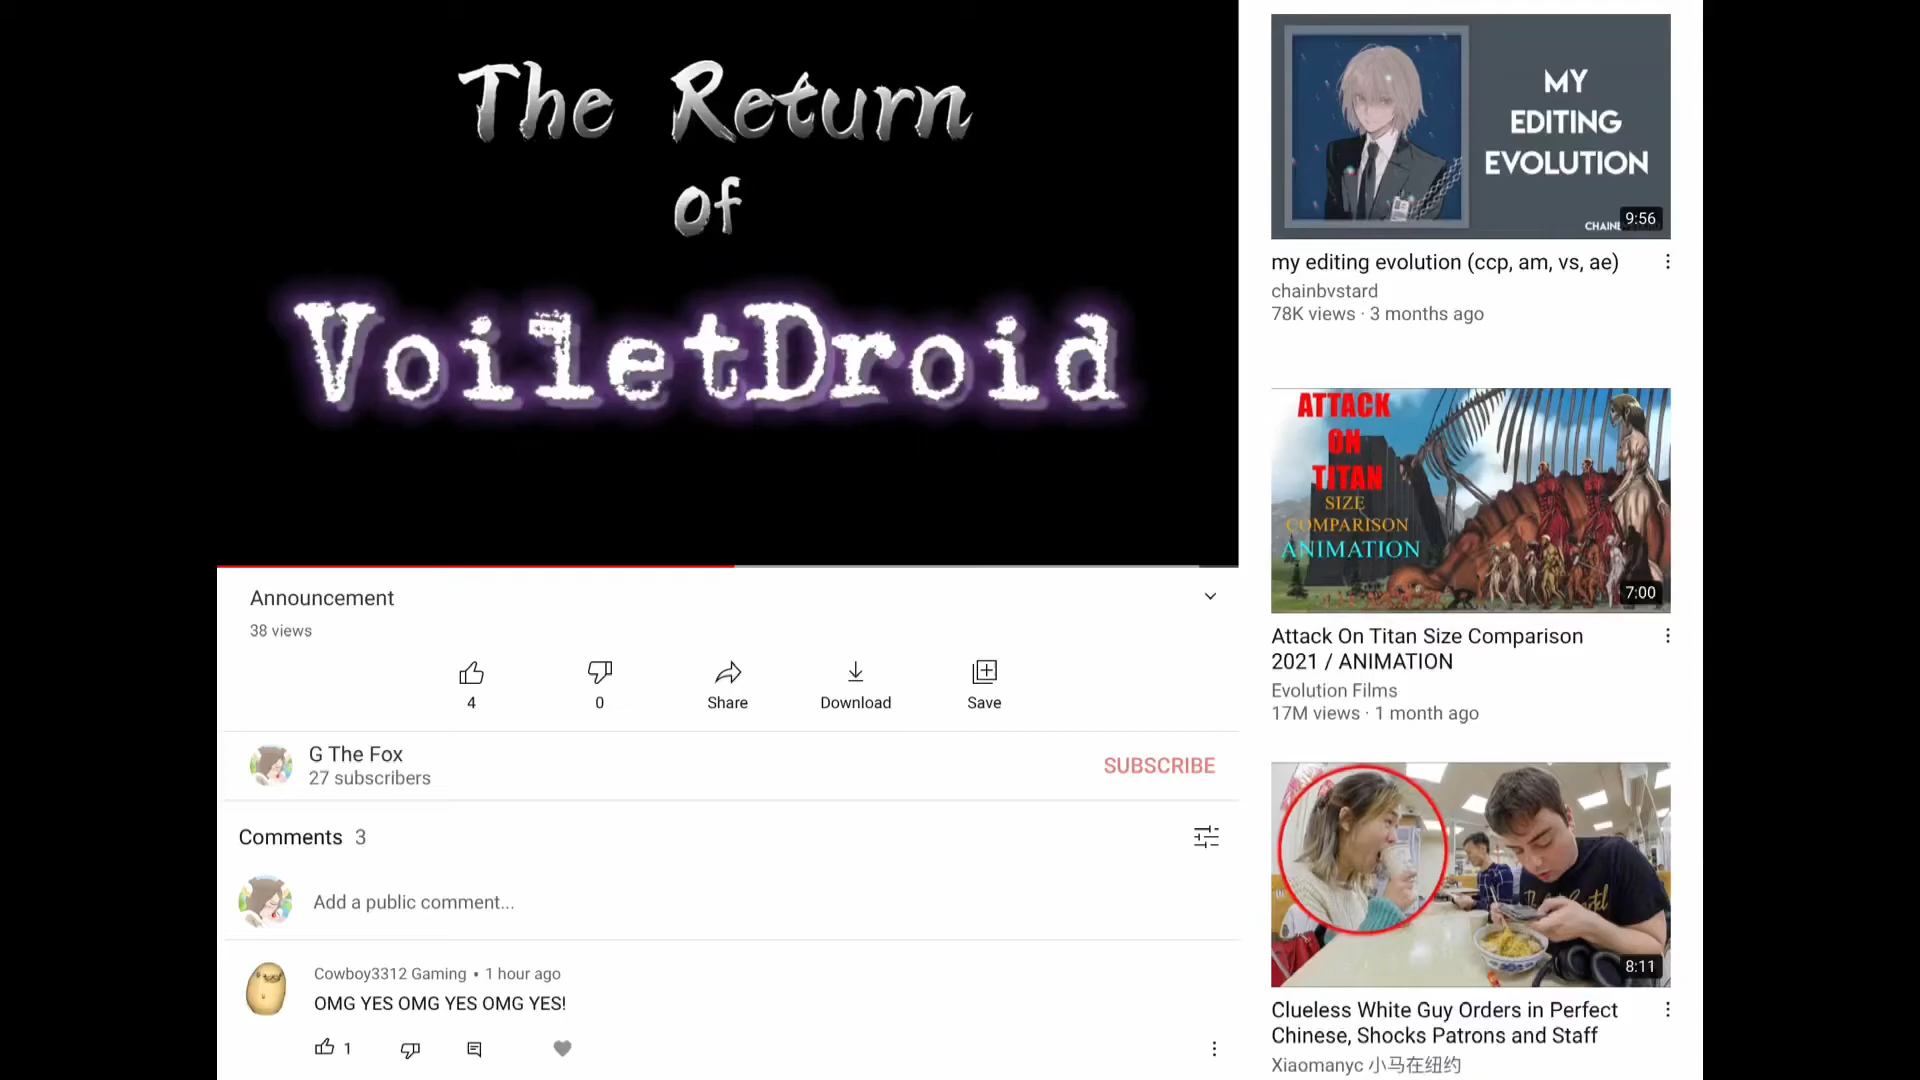 The Return
of
VoiletDroid
Announcement
38 views
4
0
Share
Download
Save
G The Fox
27 subscribers
SUBSCRIBE
Comments 3
Add a public comment...
Cowboy3312 Gaming • 1 hour ago
OMG YES OMG YES OMG YES!
1
MY
EDITING
EVOLUTION
9:56
my editing evolution (ccp, am, vs, ae)
chainbvstard
78K views · 3 months ago
ATTACK
ON
TITAN
SIZE
COMPARISON
ANIMATION
7:00
Attack On Titan Size Comparison
2021 / ANIMATION
Evolution Films
17M views · 1 month ago
8:11
Clueless White Guy Orders in Perfect
Chinese, Shocks Patrons and Staff
Xiaomanyc 小马在纽约